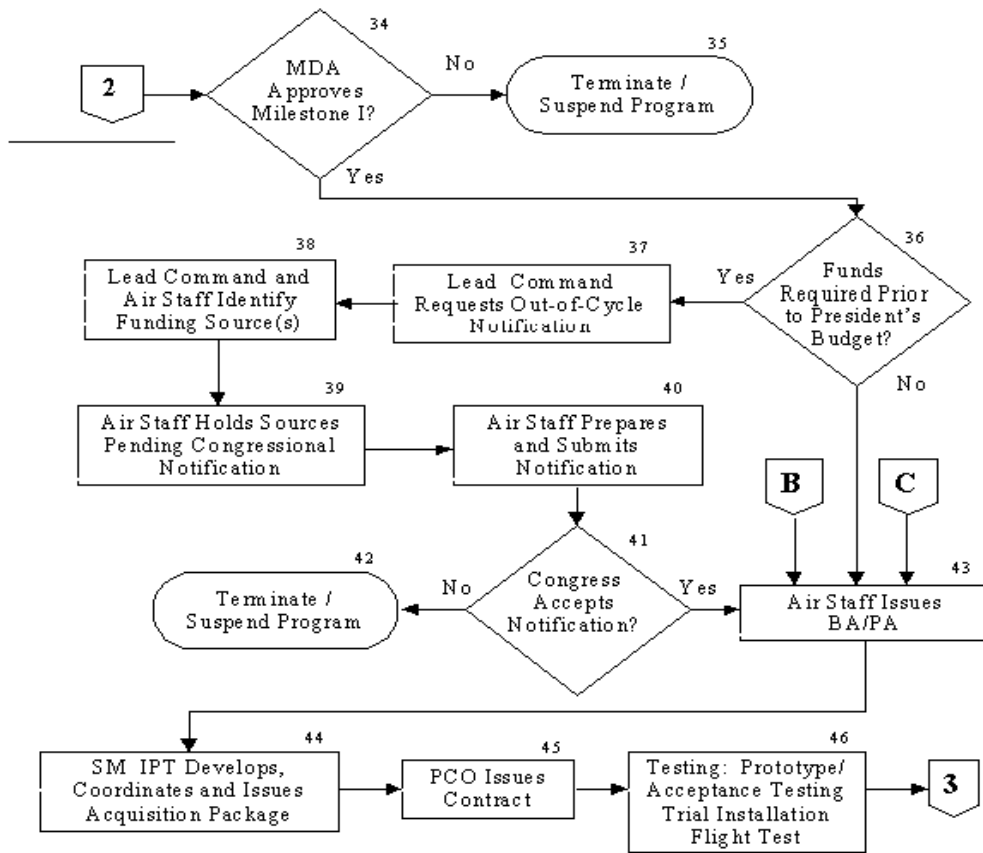 34
2
MDA
Approves
Milestone I?
No
35
Terminate /
Suspend Program
Yes
36
Funds
Required Prior
to President's
Budget?
Yes
37
Lead Command
Requests Out-of-Cycle
Notification
38
Lead Command and
Air Staff Identify
Funding Source(s)
No
39
Air Staff Holds Sources
Pending Congressional
Notification
40
Air Staff Prepares
and Submits
Notification
B
C
41
Congress
Accepts
Notification?
No
42
Terminate /
Suspend Program
Yes
43
Air Staff Issues
BA/PA
44
SM IPT Develops,
Coordinates and Issues
Acquisition Package
45
PCO Issues
Contract
46
Testing: Prototype/
Acceptance Testing
Trial Installation
Flight Test
3